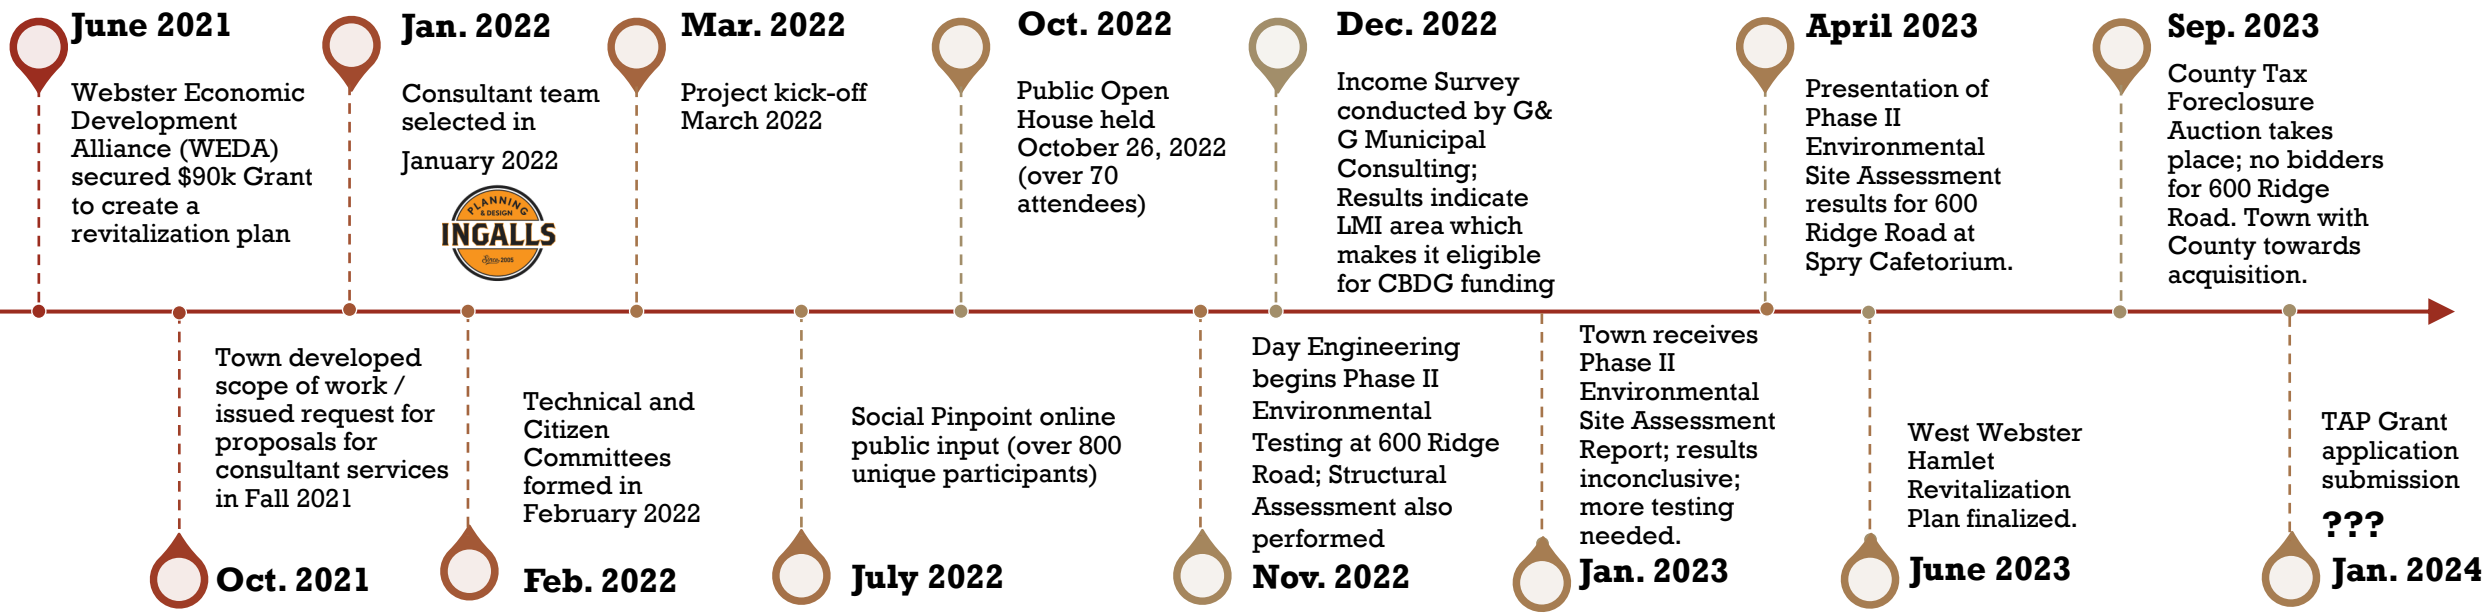 June 2021
Webster Economic
Development
Alliance (WEDA)
secured $90k Grant
to create a
revitalization plan
Jan. 2022
Consultant team
selected in
January 2022
PLANNING
& DESIGN
INGALLS
Since 2005
Mar. 2022
Project kick-off
March 2022
Oct. 2022
Public Open
House held
October 26, 2022
(over 70
attendees)
Dec. 2022
Income Survey
conducted by G&
G Municipal
Consulting;
Results indicate
LMI area which
makes it eligible
for CBDG funding
April 2023
Presentation of
Phase II
Environmental
Site Assessment
results for 600
Ridge Road at
Spry Cafetorium.
Sep. 2023
County Tax
Foreclosure
Auction takes
place; no bidders
for 600 Ridge
Road. Town with
County towards
acquisition.
Town developed
scope of work /
issued request for
proposals for
consultant services
in Fall 2021
Oct. 2021
Technical and
Citizen
Committees
formed in
February 2022
Feb. 2022
Social Pinpoint online
public input (over 800
unique participants)
July 2022
Day Engineering
begins Phase II
Environmental
Testing at 600 Ridge
Road; Structural
Assessment also
performed
Nov. 2022
Town receives
Phase II
Environmental
Site Assessment
Report; results
inconclusive;
more testing
needed.
Jan. 2023
West Webster
Hamlet
Revitalization
Plan finalized.
June 2023
TAP Grant
application
submission
???
Jan. 2024